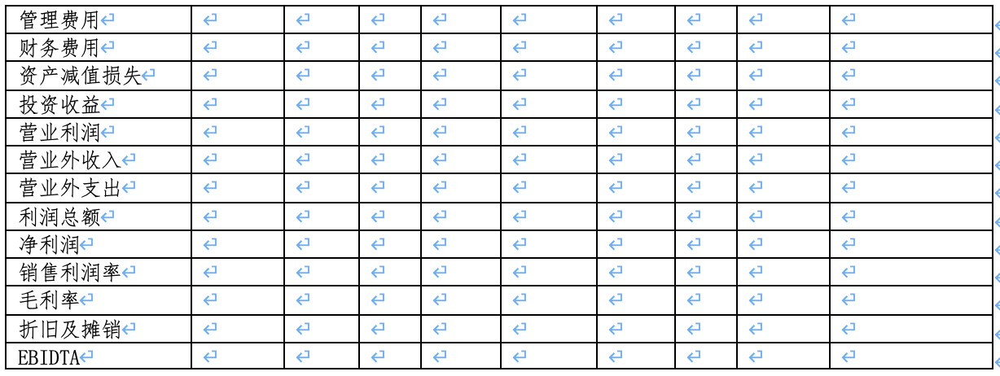 管理费用
财务费用
资产减值损失
投资收益
营业利润
营业外收入
营业外支出
利润总额
净利润
销售利润率
毛利率
折旧及摊销
EBIDTA